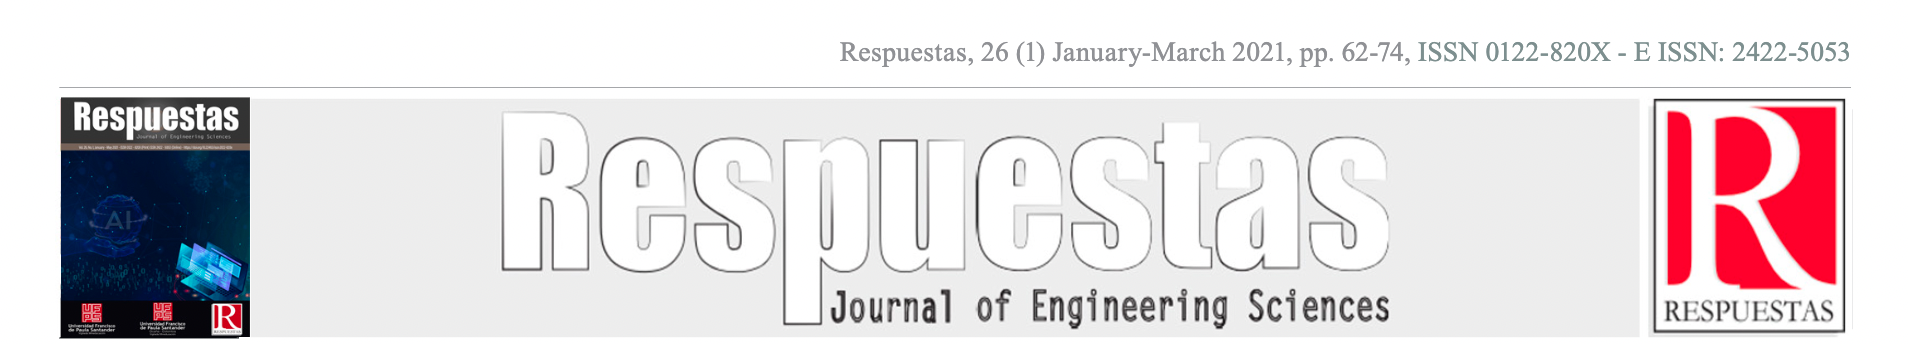 Respuestas, 26 (1) January-March 2021, pp. 62-74, ISSN 0122-820X - E ISSN: 2422-5053
Respuestas
Journal of Engineering Sciences
AI
Universidad Francisco
de Paula Santander
Universidad Francisco
de Paula Santander
R
Respuestas
Journal of Engineering Sciences
R
RESPUESTAS